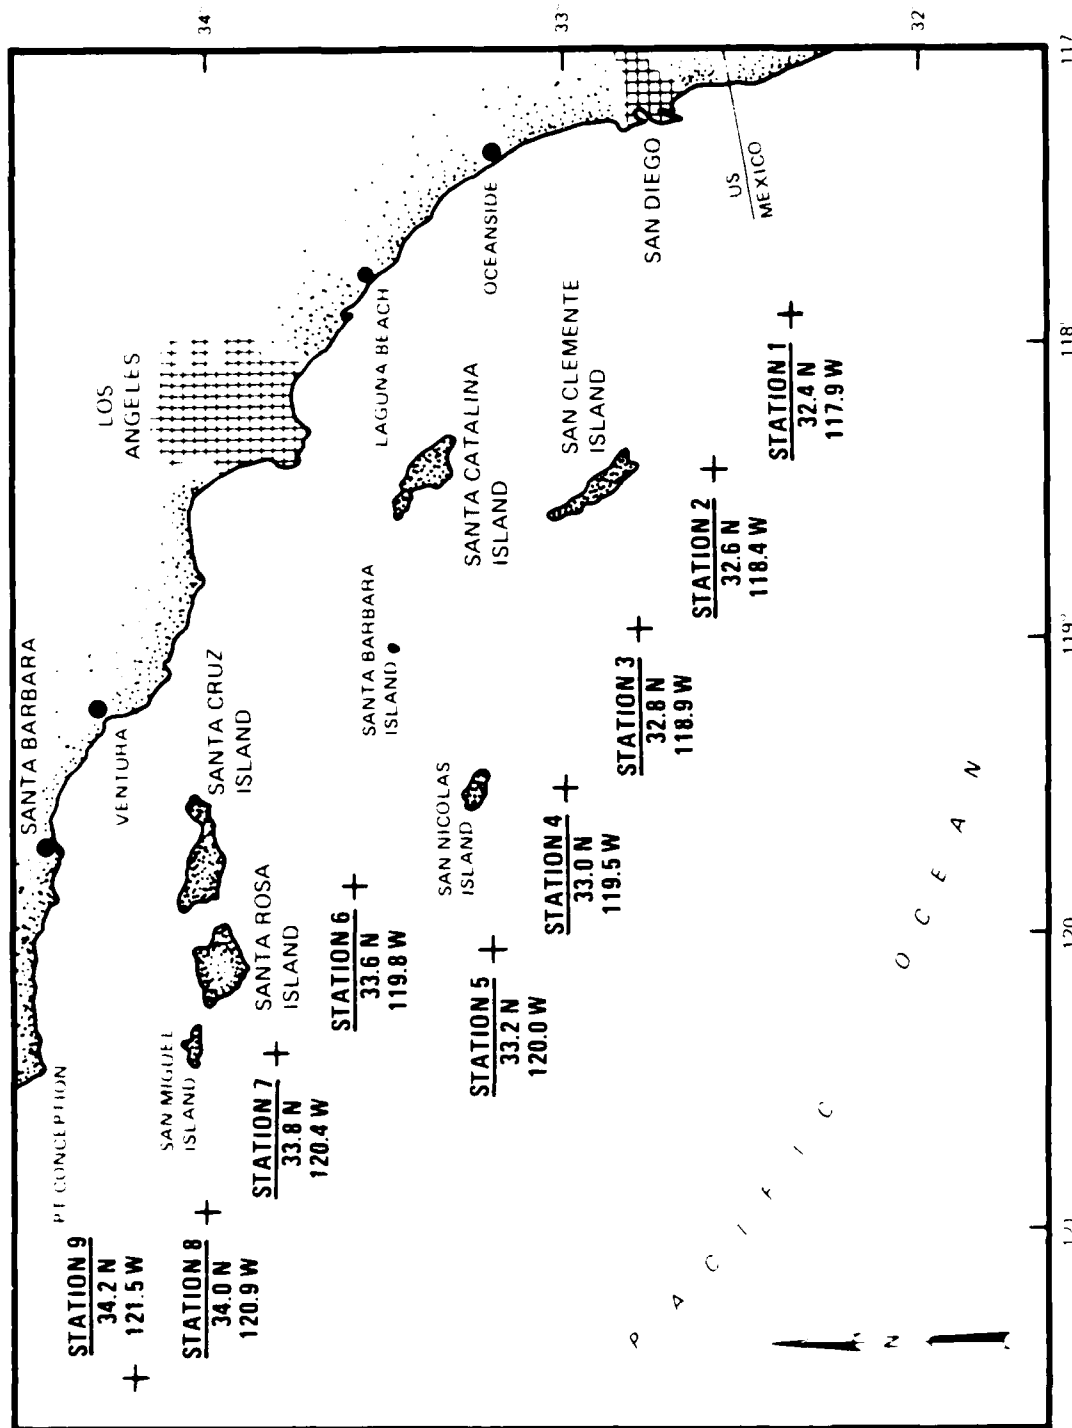 SANTA BARBARA
VENTURA
LOS
ANGELES
PT CONCEPTION
SAN MIGUEL
ISLAND
SANTA ROSA
ISLAND
SANTA CRUZ
ISLAND
SANTA BARBARA
ISLAND
LAGUNA BEACH
SANTA CATALINA
ISLAND
OCEANSIDE
SAN CLEMENTE
ISLAND
SAN NICOLAS
ISLAND
SAN DIEGO
US
MEXICO
STATION 9
34.2 N
121.5 W
STATION 8
34.0 N
120.9 W
STATION 7
33.8 N
120.4 W
STATION 6
33.6 N
119.8 W
STATION 5
33.2 N
120.0 W
STATION 4
33.0 N
119.5 W
STATION 3
32.8 N
118.9 W
STATION 2
32.6 N
118.4 W
STATION 1
32.4 N
117.9 W
PACIFIC OCEAN
N
34
33
32
121
120
119°
118°
117